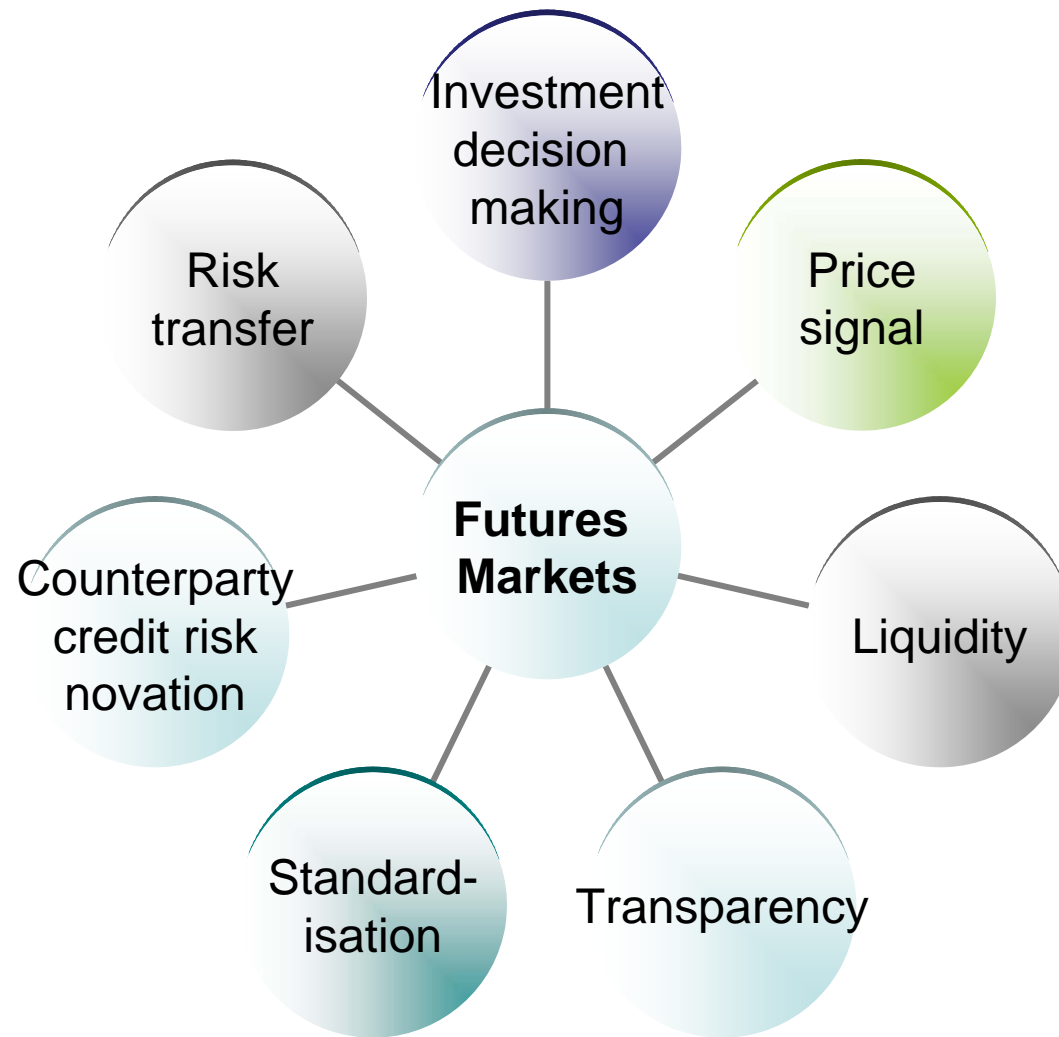 Investment
decision
making
Price
signal
Liquidity
Transparency
Standard-
isation
Counterparty
credit risk
novation
Risk
transfer
Futures
Markets